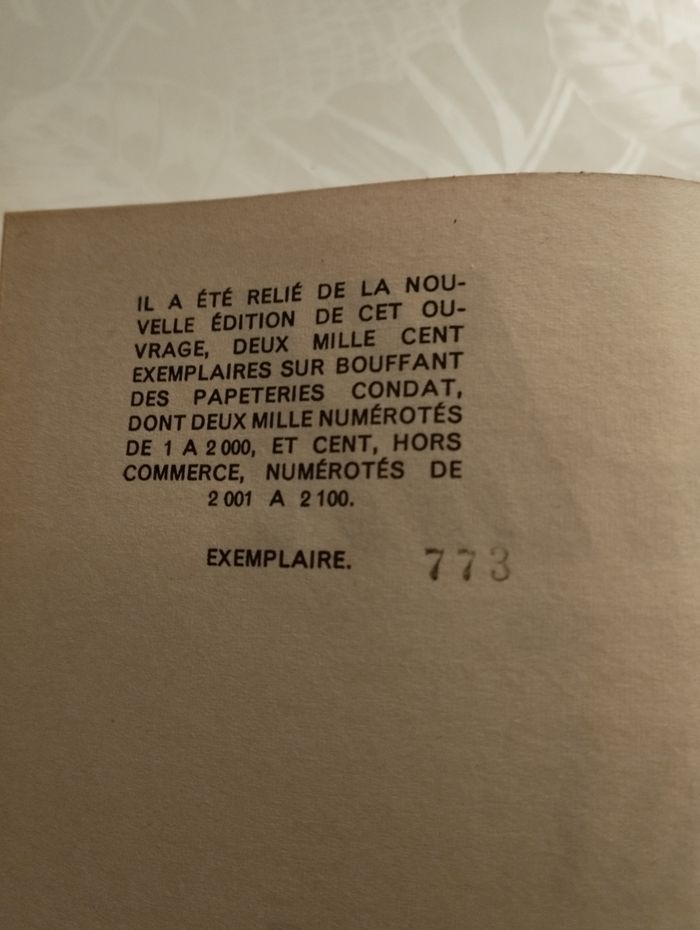 IL A ÉTÉ RELIÉ DE LA NOU-
VELLE ÉDITION DE CET OU-
VRAGE, DEUX MILLE CENT
EXEMPLAIRES SUR BOUFFANT
DES PAPETERIES CONDAT,
DONT DEUX MILLE NUMÉROTÉS
DE 1 A 2 000, ET CENT, HORS
COMMERCE, NUMÉROTÉS DE
2 001 A 2 100.
EXEMPLAIRE. 773